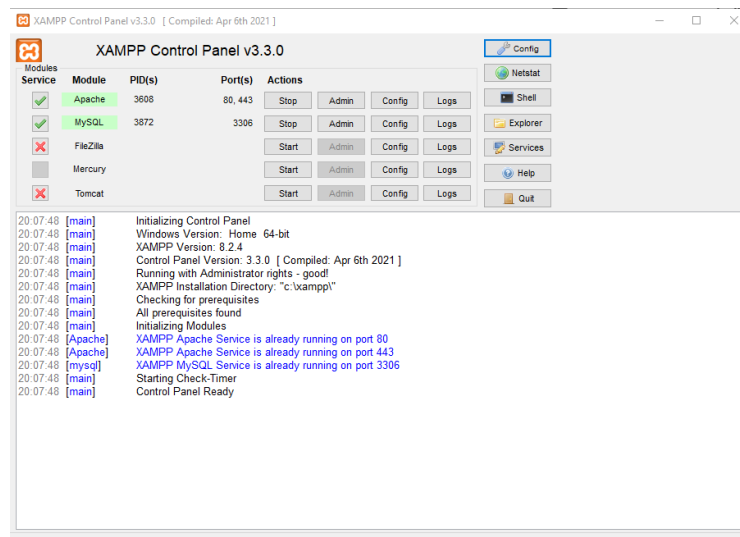 XAMPP Control Panel v3.3.0 [ Compiled: Apr 6th 2021 ]
XAMPP Control Panel v3.3.0
Config
Modules
Service Module PID(s) Port(s) Actions
Netstat
Apache 3608 80, 443 Stop Admin Config Logs
Shell
MySQL 3872 3306 Stop Admin Config Logs
Explorer
FileZilla Start Admin Config Logs
Services
Mercury Start Admin Config Logs
Help
Tomcat Start Admin Config Logs
Quit
20:07:48 [main] Initializing Control Panel
20:07:48 [main] Windows Version: Home 64-bit
20:07:48 [main] XAMPP Version: 8.2.4
20:07:48 [main] Control Panel Version: 3.3.0 [ Compiled: Apr 6th 2021 ]
20:07:48 [main] Running with Administrator rights - good!
20:07:48 [main] XAMPP Installation Directory: "c:\xampp\"
20:07:48 [main] Checking for prerequisites
20:07:48 [main] All prerequisites found
20:07:48 [main] Initializing Modules
20:07:48 [Apache] XAMPP Apache Service is already running on port 80
20:07:48 [Apache] XAMPP Apache Service is already running on port 443
20:07:48 [mysql] XAMPP MySQL Service is already running on port 3306
20:07:48 [main] Starting Check-Timer
20:07:48 [main] Control Panel Ready